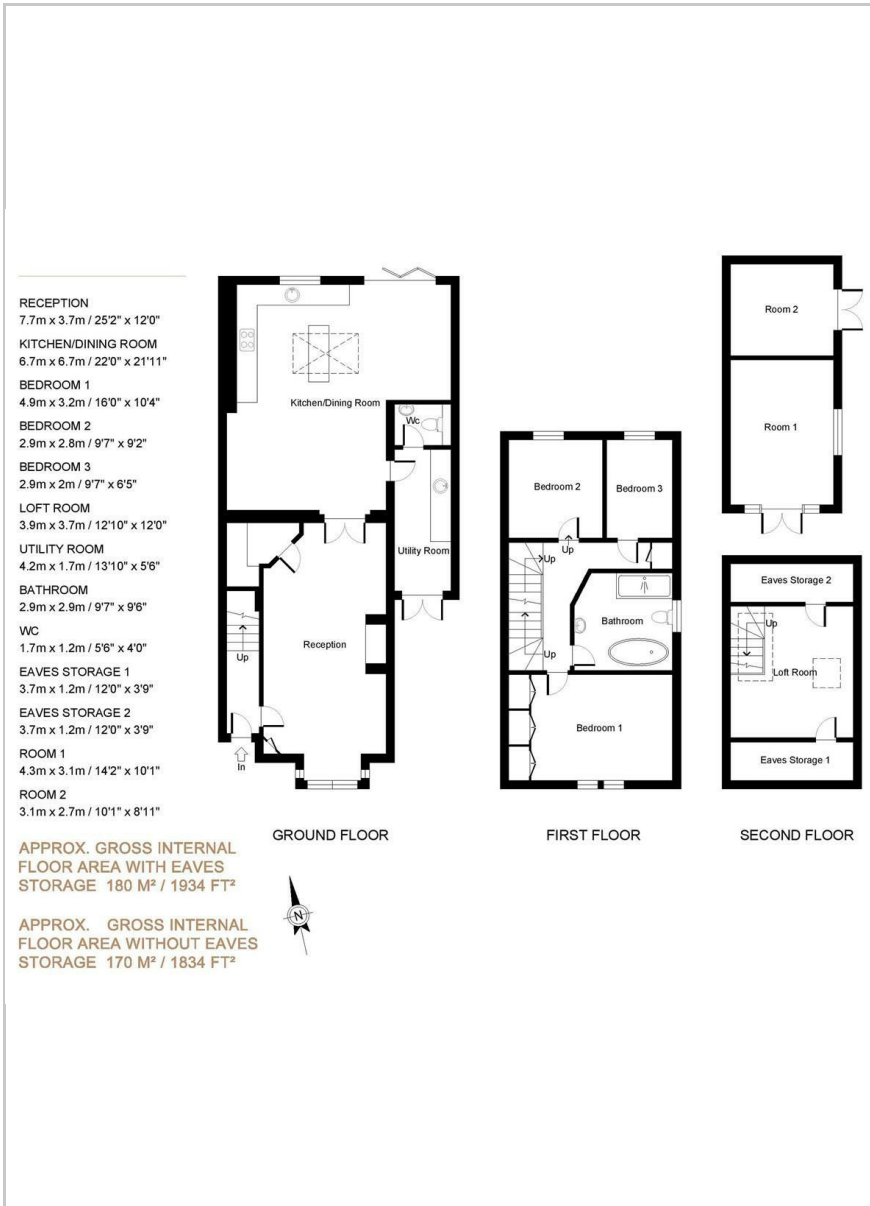 RECEPTION
7.7m x 3.7m / 25'2" x 12'0"
KITCHEN/DINING ROOM
6.7m x 6.7m / 22'0" x 21'11"
BEDROOM 1
4.9m x 3.2m / 16'0" x 10'4"
BEDROOM 2
2.9m x 2.8m / 9'7" x 9'2"
BEDROOM 3
2.9m x 2m / 9'7" x 6'5"
LOFT ROOM
3.9m x 3.7m / 12'10" x 12'0"
UTILITY ROOM
4.2m x 1.7m / 13'10" x 5'6"
BATHROOM
2.9m x 2.9m / 9'7" x 9'6"
WC
1.7m x 1.2m / 5'6" x 4'0"
EAVES STORAGE 1
3.7m x 1.2m / 12'0" x 3'9"
EAVES STORAGE 2
3.7m x 1.2m / 12'0" x 3'9"
ROOM 1
4.3m x 3.1m / 14'2" x 10'1"
ROOM 2
3.1m x 2.7m / 10'1" x 8'11"
APPROX. GROSS INTERNAL
FLOOR AREA WITH EAVES
STORAGE 180 M² / 1934 FT²
APPROX. GROSS INTERNAL
FLOOR AREA WITHOUT EAVES
STORAGE 170 M² / 1834 FT²
Kitchen/Dining Room
Wc
Utility Room
Reception
Up
In
GROUND FLOOR
Bedroom 2
Bedroom 3
Up
Up
Bathroom
Up
Bedroom 1
FIRST FLOOR
Room 2
Room 1
Eaves Storage 2
Up
Loft Room
Eaves Storage 1
SECOND FLOOR
N